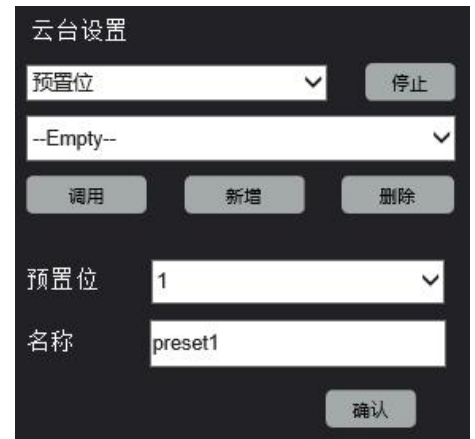 云台设置
预置位 停止
--Empty--
调用 新增 删除
预置位 1
名称 preset1
确认